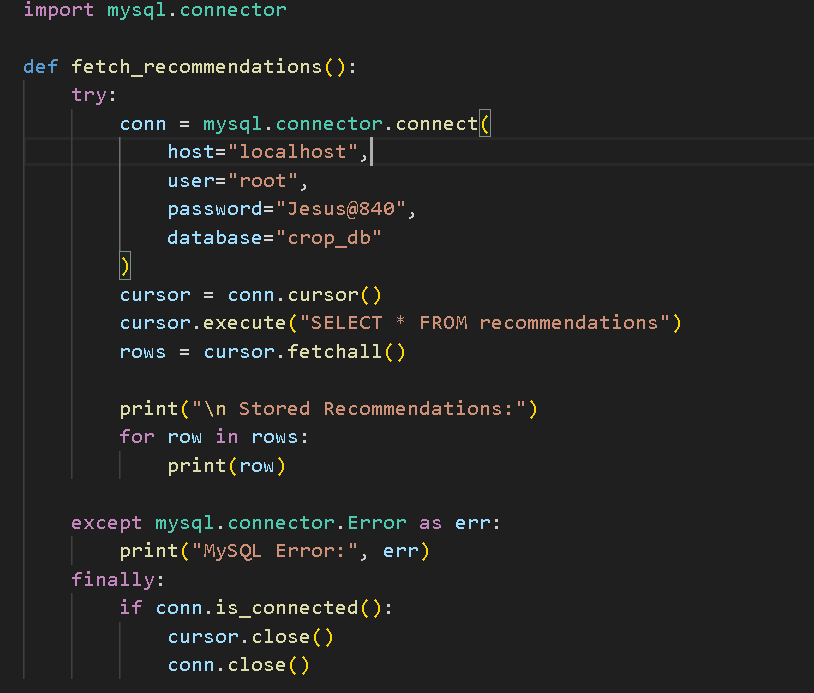 import mysql.connector
def fetch_recommendations():
    try:
        conn = mysql.connector.connect(
            host="localhost",
            user="root",
            password="Jesus@840",
            database="crop_db"
        )
        cursor = conn.cursor()
        cursor.execute("SELECT * FROM recommendations")
        rows = cursor.fetchall()
        print("\n Stored Recommendations:")
        for row in rows:
            print(row)
    except mysql.connector.Error as err:
        print("MySQL Error:", err)
    finally:
        if conn.is_connected():
            cursor.close()
            conn.close()